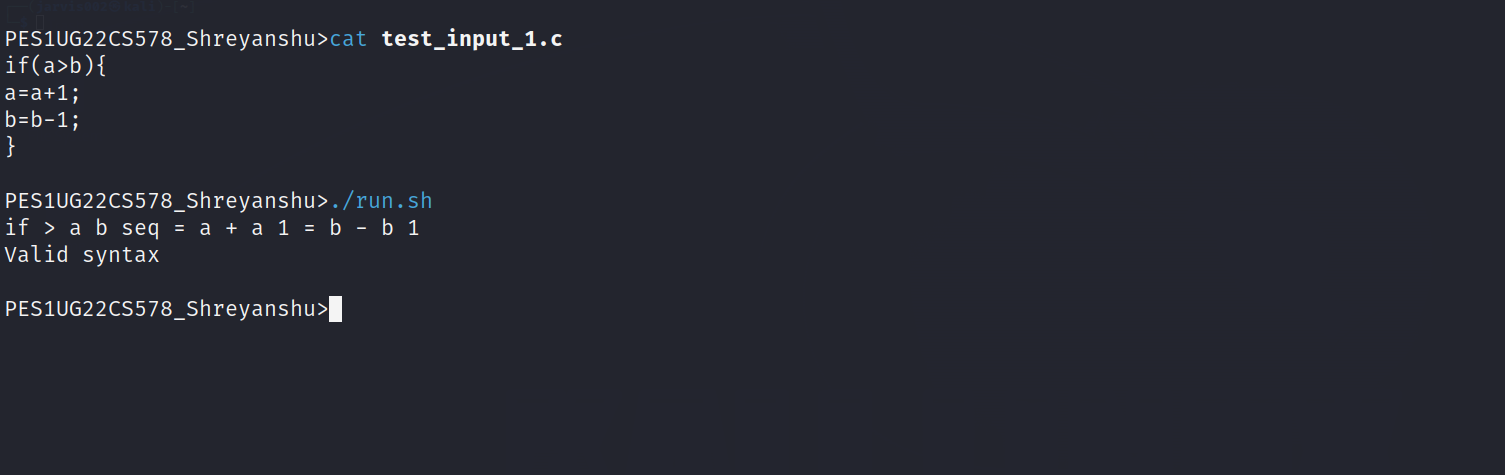 PES1UG22CS578_Shreyanshu>cat test_input_1.c
if(a>b){
a=a+1;
b=b-1;
}
PES1UG22CS578_Shreyanshu>./run.sh
if > a b seq = a + a 1 = b - b 1
Valid syntax
PES1UG22CS578_Shreyanshu>